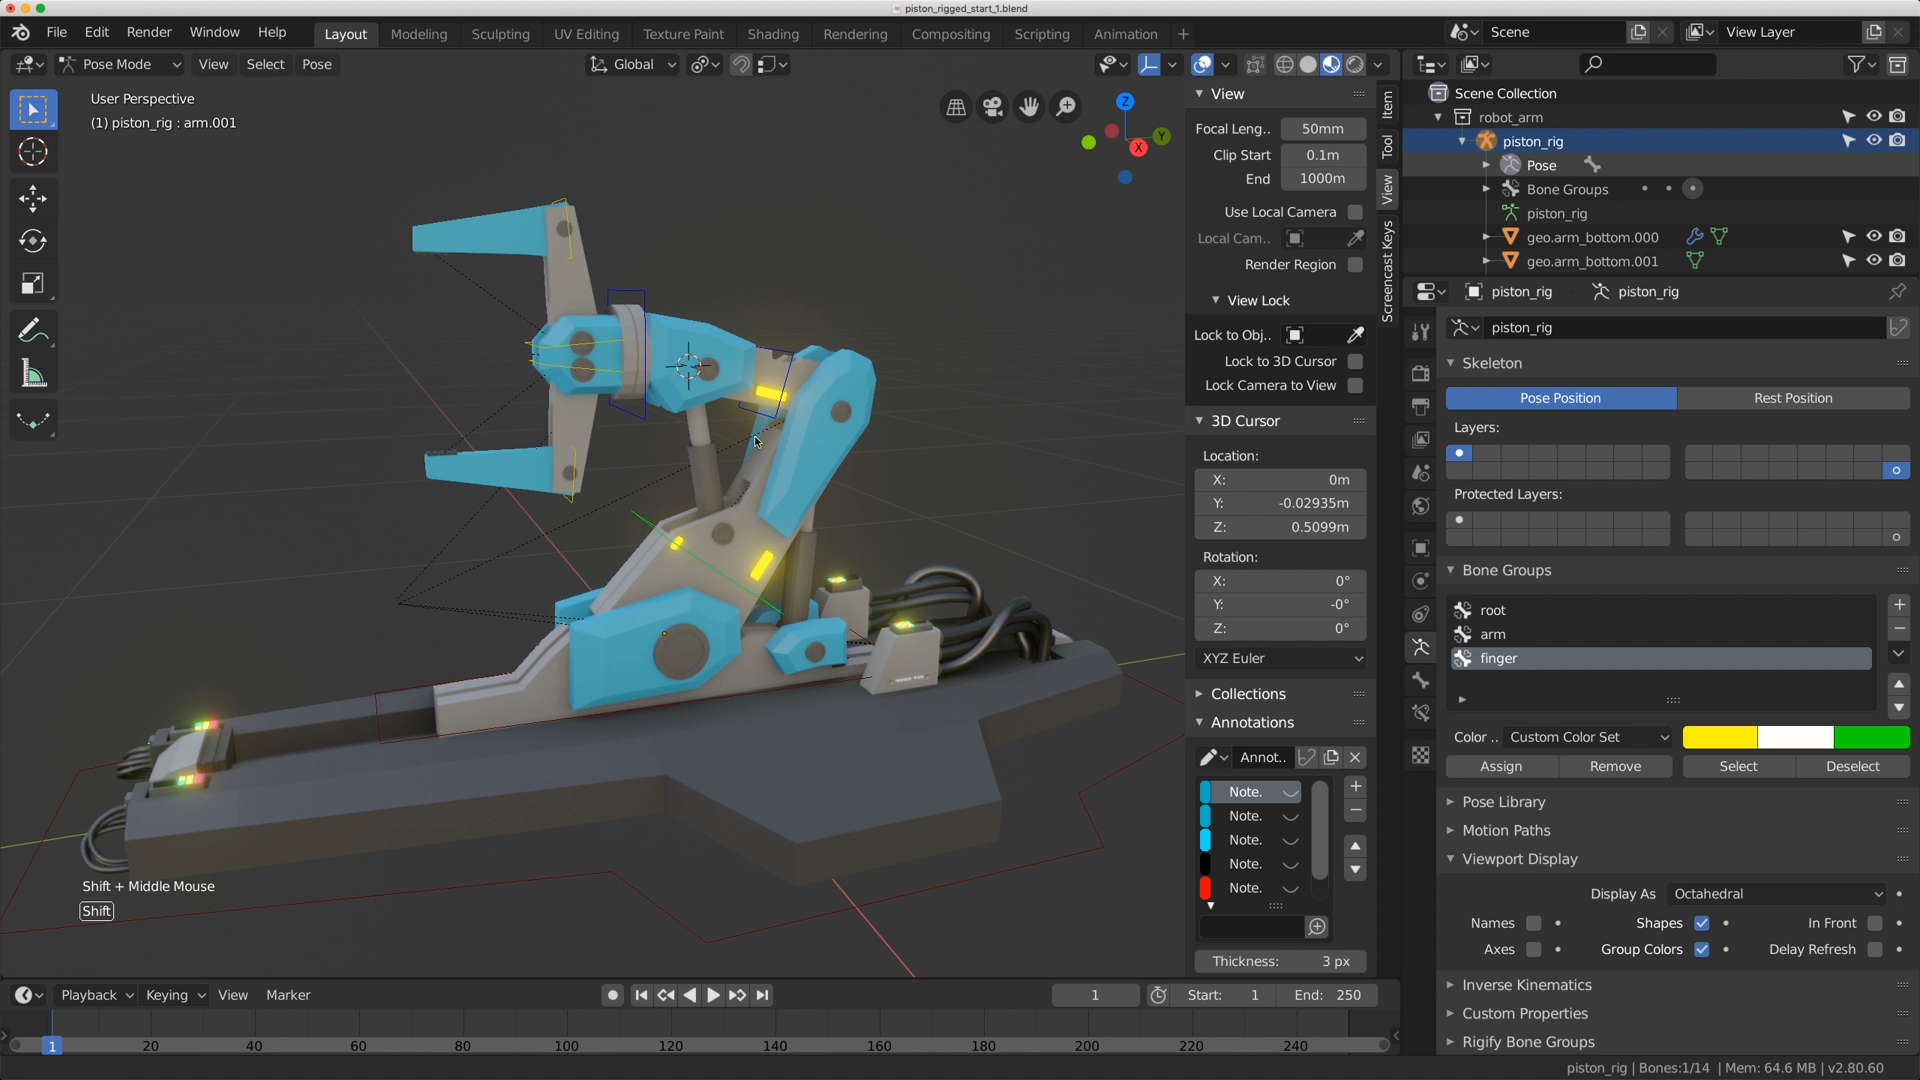 piston_rigged_start_1.blend
File Edit Render Window Help
Layout Modeling Sculpting UV Editing Texture Paint Shading Animation Rendering Compositing Scripting Animation
Scene
View Layer
Pose Mode View Select Pose
Global
User Perspective
(1) piston_rig : arm.001
Z
Y
X
Shift + Middle Mouse
Shift
View
Focal Leng.. 50mm
Clip Start 0.1m
End 1000m
Use Local Camera
Local Cam..
Render Region
View Lock
Lock to Obj..
Lock to 3D Cursor
Lock Camera to View
3D Cursor
Location:
X: 0m
Y: -0.02935m
Z: 0.5099m
Rotation:
X: 0°
Y: -0°
Z: 0°
XYZ Euler
Collections
Annotations
Annot..
Note.
Note.
Note.
Note.
Note.
Thickness: 3 px
Item
Tool
View
Screencast Keys
Scene Collection
robot_arm
piston_rig
Pose
Bone Groups
piston_rig
geo.arm_bottom.000
geo.arm_bottom.001
piston_rig piston_rig
piston_rig
Skeleton
Pose Position Rest Position
Layers:
Protected Layers:
Bone Groups
root
arm
finger
Color .. Custom Color Set
Assign Remove Select Deselect
Pose Library
Motion Paths
Viewport Display
Display As Octahedral
Names Shapes In Front
Axes Group Colors Delay Refresh
Inverse Kinematics
Custom Properties
Rigify Bone Groups
Playback Keying View Marker
1
Start: 1 End: 250
1 20 40 60 80 100 120 140 160 180 200 220 240
piston_rig | Bones:1/14 | Mem: 64.6 MB | v2.80.60